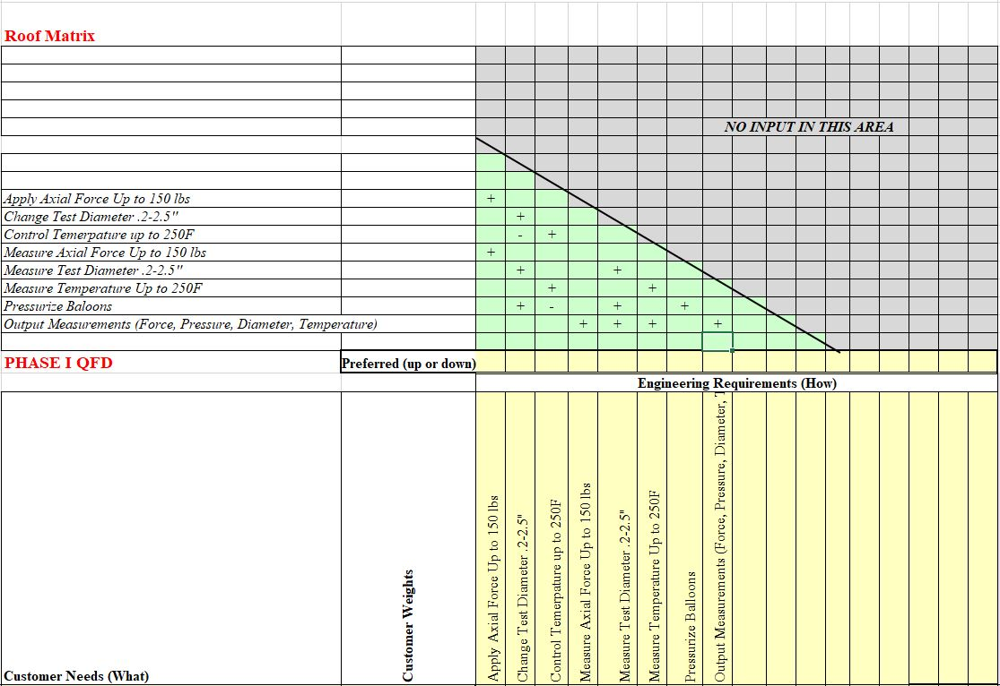 Roof Matrix
NO INPUT IN THIS AREA
Apply Axial Force Up to 150 lbs +
Change Test Diameter .2-2.5" +
Control Temerpature up to 250F - +
Measure Axial Force Up to 150 lbs +
Measure Test Diameter .2-2.5" + +
Measure Temperature Up to 250F + +
Pressurize Baloons + - + +
Output Measurements (Force, Pressure, Diameter, Temperature) + + + +
PHASE I QFD Preferred (up or down)
Engineering Requirements (How)
Customer Needs (What)
Customer Weights
Apply Axial Force Up to 150 lbs
Change Test Diameter .2-2.5"
Control Temerpature up to 250F
Measure Axial Force Up to 150 lbs
Measure Test Diameter .2-2.5"
Measure Temperature Up to 250F
Pressurize Balloons
Output Measurements (Force, Pressure, Diameter,